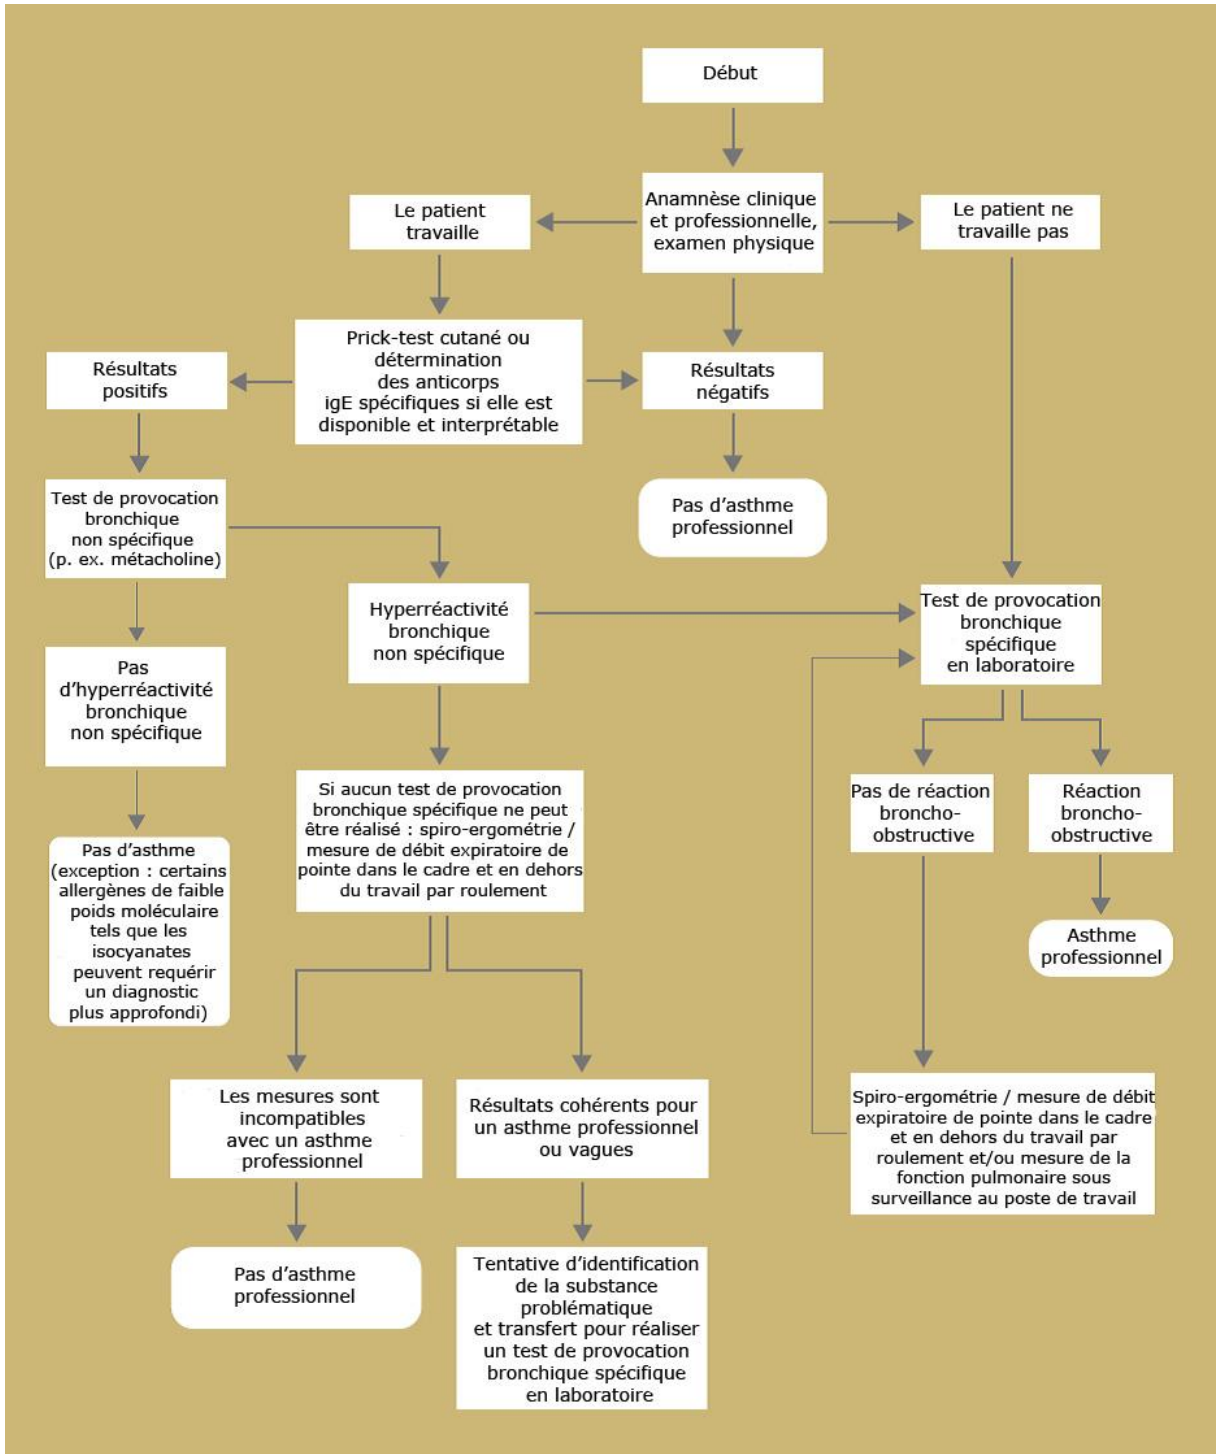 Début
Anamnèse clinique
et professionnelle,
examen physique
Le patient
travaille
Le patient ne
travaille pas
Prick-test cutané ou
détermination
des anticorps
igE spécifiques si elle est
disponible et interprétable
Résultats
positifs
Résultats
négatifs
Test de provocation
bronchique
non spécifique
(p. ex. métacholine)
Pas d’asthme
professionnel
Hyperréactivité
bronchique
non spécifique
Test de provocation
bronchique
spécifique
en laboratoire
Pas
d’hyperréactivité
bronchique
non spécifique
Si aucun test de provocation
bronchique spécifique ne peut
être réalisé : spiro-ergométrie /
mesure de débit expiratoire de
pointe dans le cadre et en dehors
du travail par roulement
Pas de réaction
broncho-
obstructive
Réaction
broncho-
obstructive
Pas d’asthme
(exception : certains
allergènes de faible
poids moléculaire
tels que les
isocyanates
peuvent requérir
un diagnostic
plus approfondi)
Asthme
professionnel
Les mesures sont
incompatibles
avec un asthme
professionnel
Résultats cohérents pour
un asthme professionnel
ou vagues
Spiro-ergométrie / mesure de débit
expiratoire de pointe dans le cadre
et en dehors du travail par
roulement et/ou mesure de la
fonction pulmonaire sous
surveillance au poste de travail
Pas d’asthme
professionnel
Tentative d’identification
de la substance
problématique
et transfert pour réaliser
un test de provocation
bronchique spécifique
en laboratoire